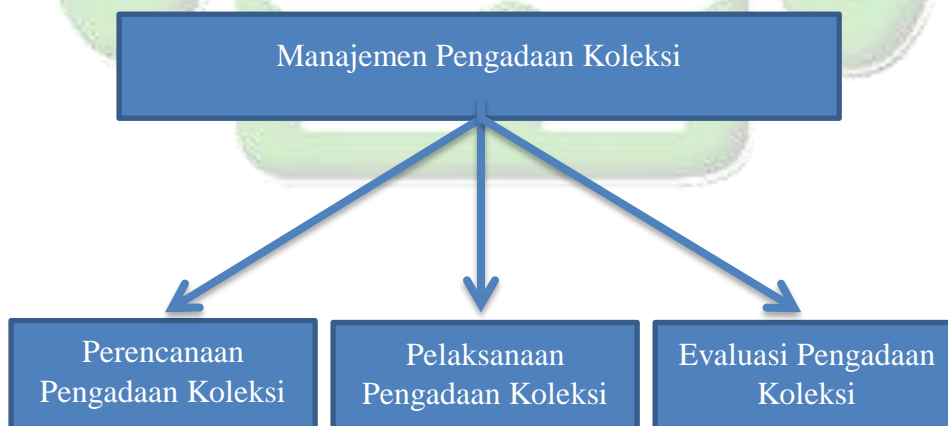 Manajemen Pengadaan Koleksi
Perencanaan
Pengadaan Koleksi
Pelaksanaan
Pengadaan Koleksi
Evaluasi Pengadaan
Koleksi